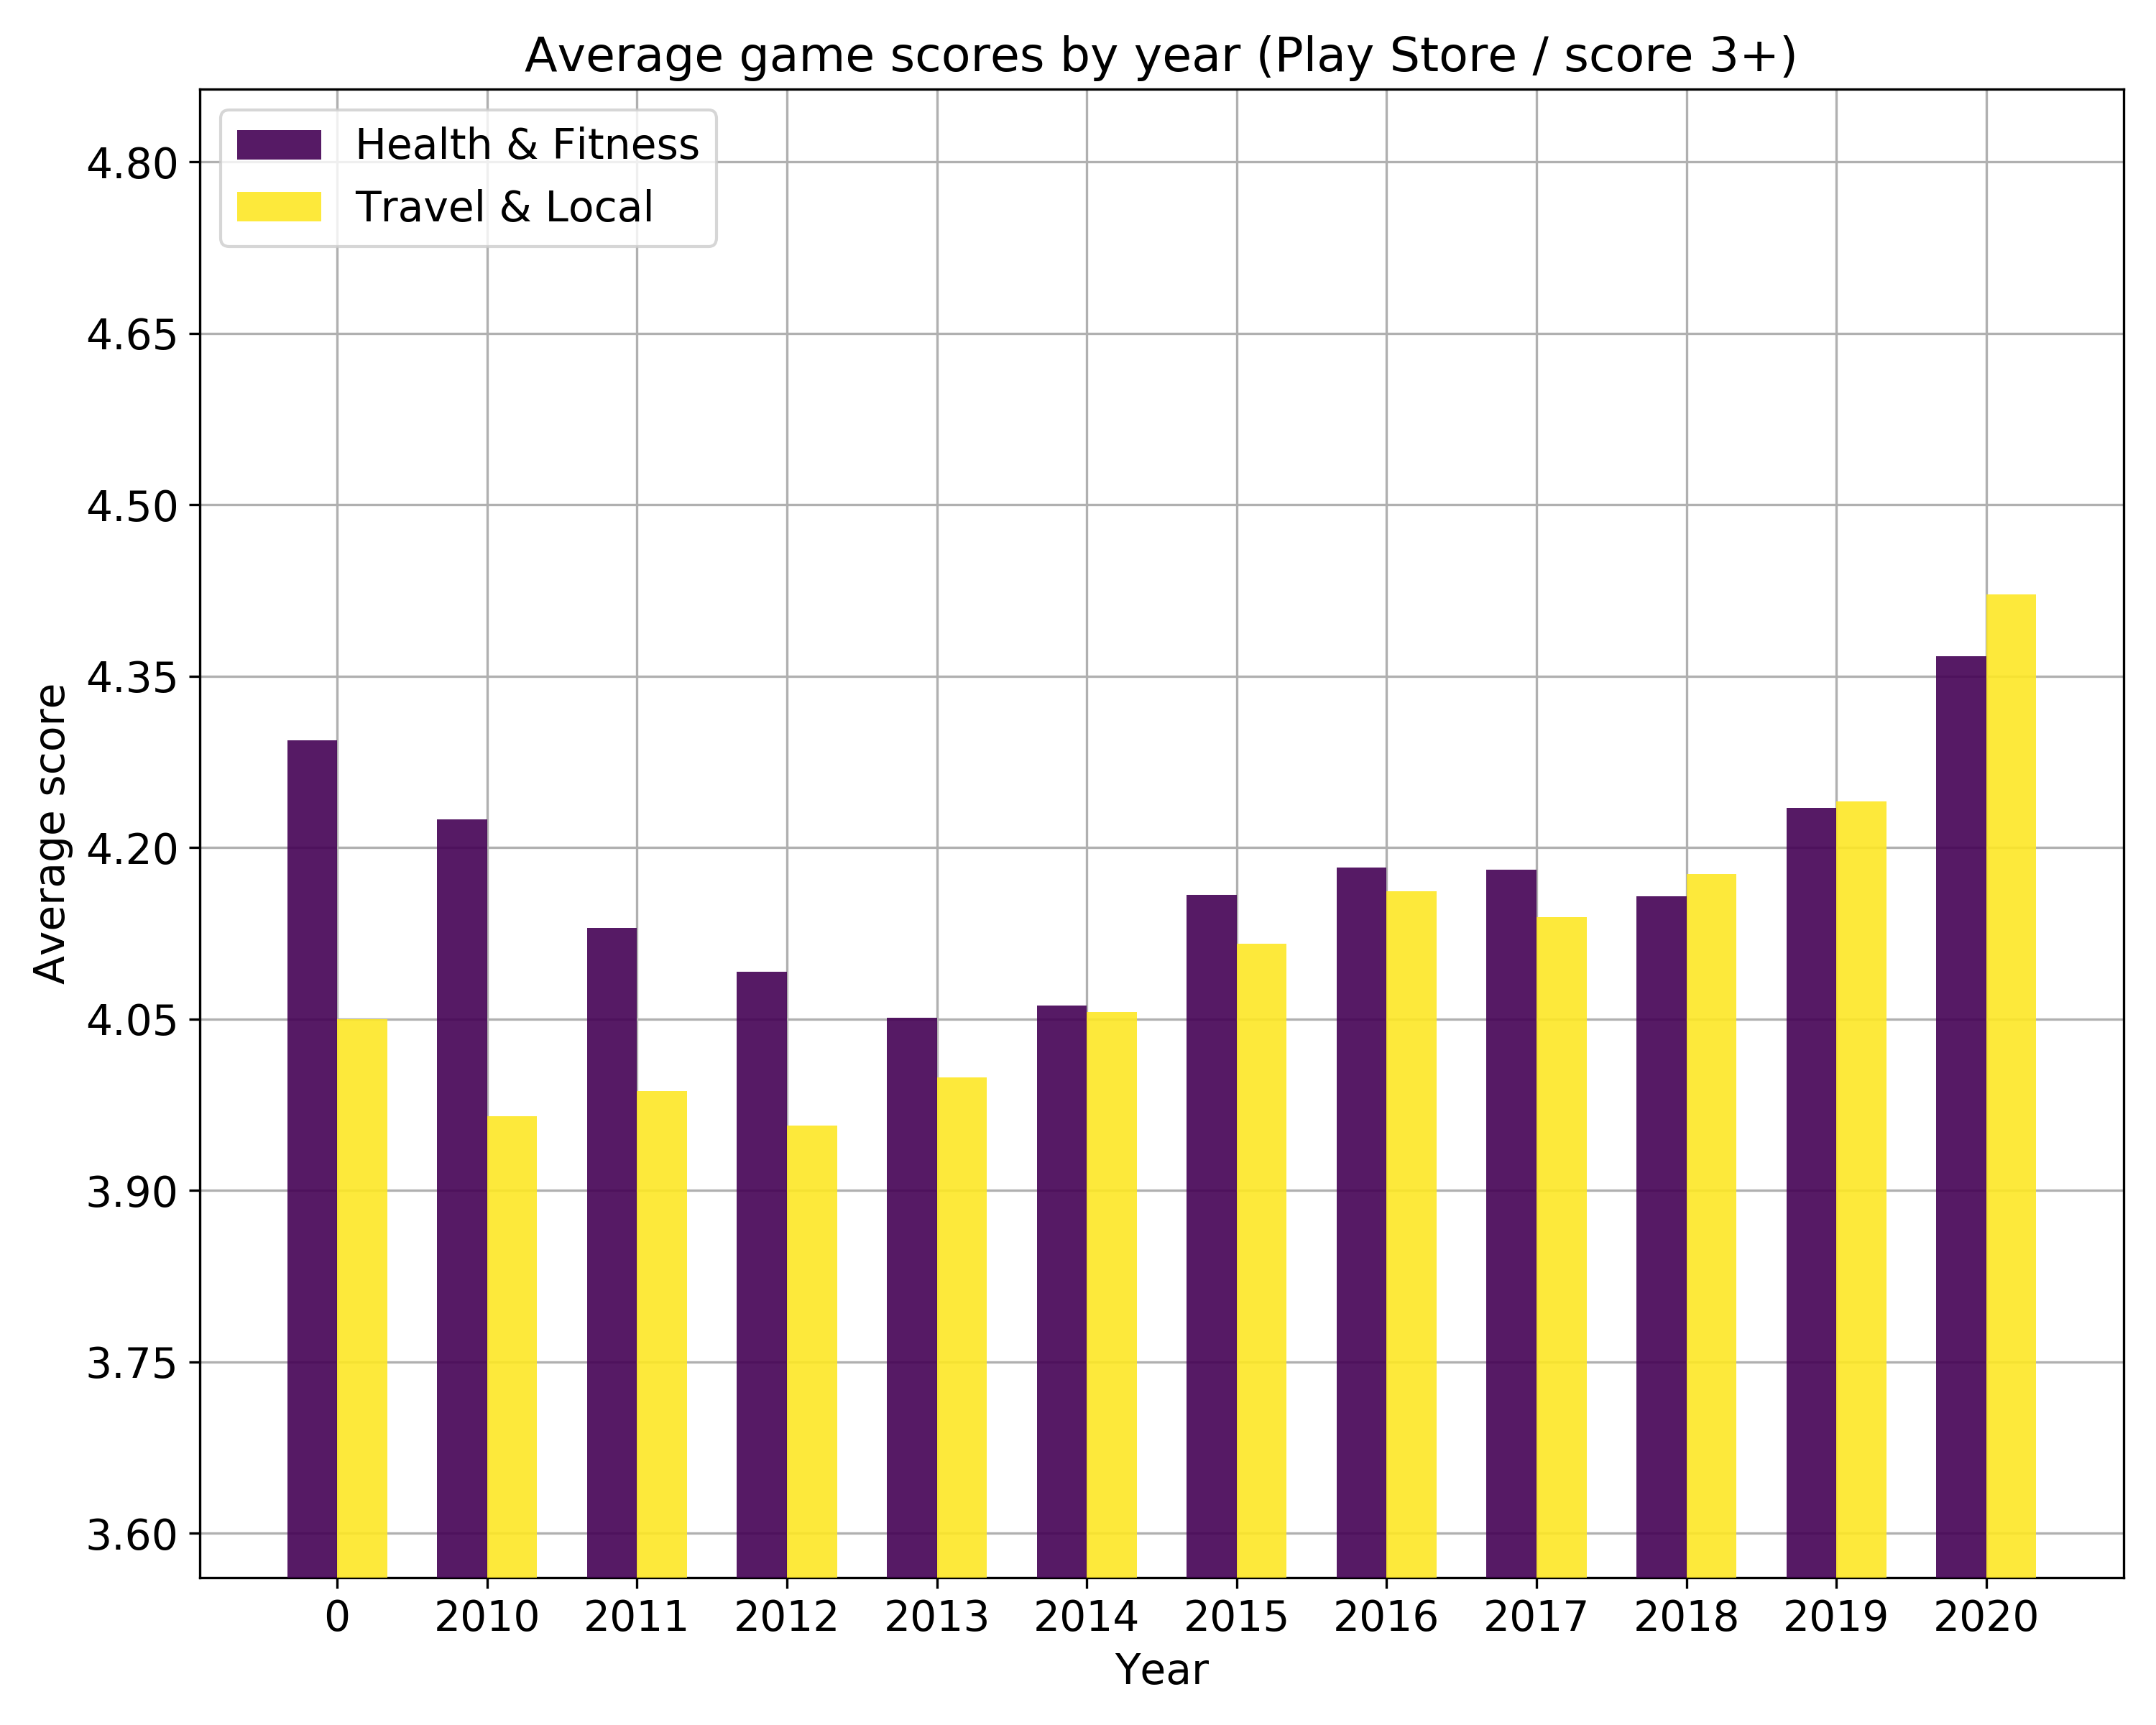 Average game scores by year (Play Store / score 3+)
Health & Fitness
Travel & Local
4.80
4.65
4.50
4.35
4.20
4.05
3.90
3.75
3.60
Average score
0 2010 2011 2012 2013 2014 2015 2016 2017 2018 2019 2020
Year